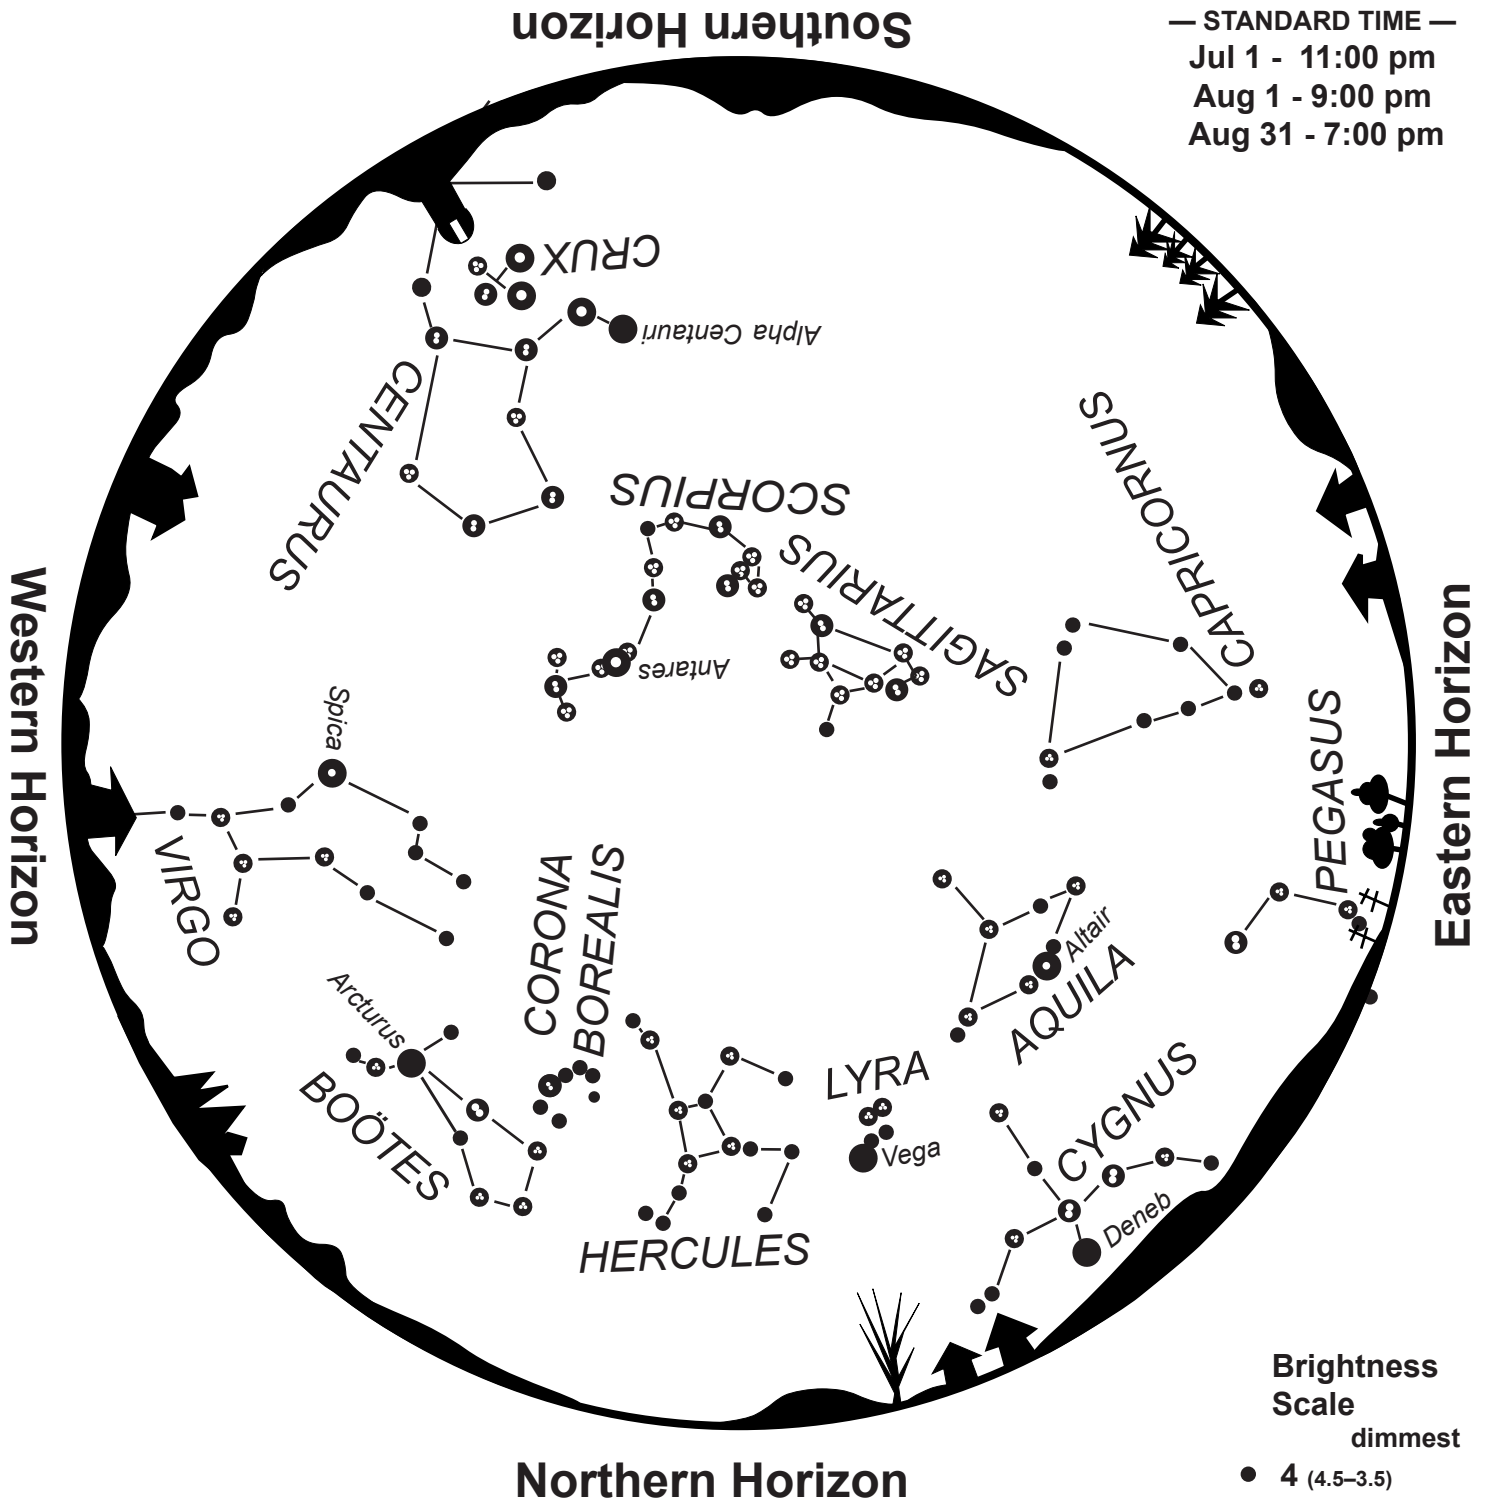 Southern Horizon
— STANDARD TIME —
Jul 1 - 11:00 pm
Aug 1 - 9:00 pm
Aug 31 - 7:00 pm
CRUX
Alpha Centauri
CENTAURUS
SCORPIUS
SAGITTARIUS
CAPRICORNUS
Antares
Western Horizon
Eastern Horizon
Spica
PEGASUS
VIRGO
CORONA
BOREALIS
Altair
AQUILA
Arcturus
BOÖTES
LYRA
Vega
CYGNUS
Deneb
HERCULES
Brightness
Scale
dimmest
4 (4.5–3.5)
Northern Horizon